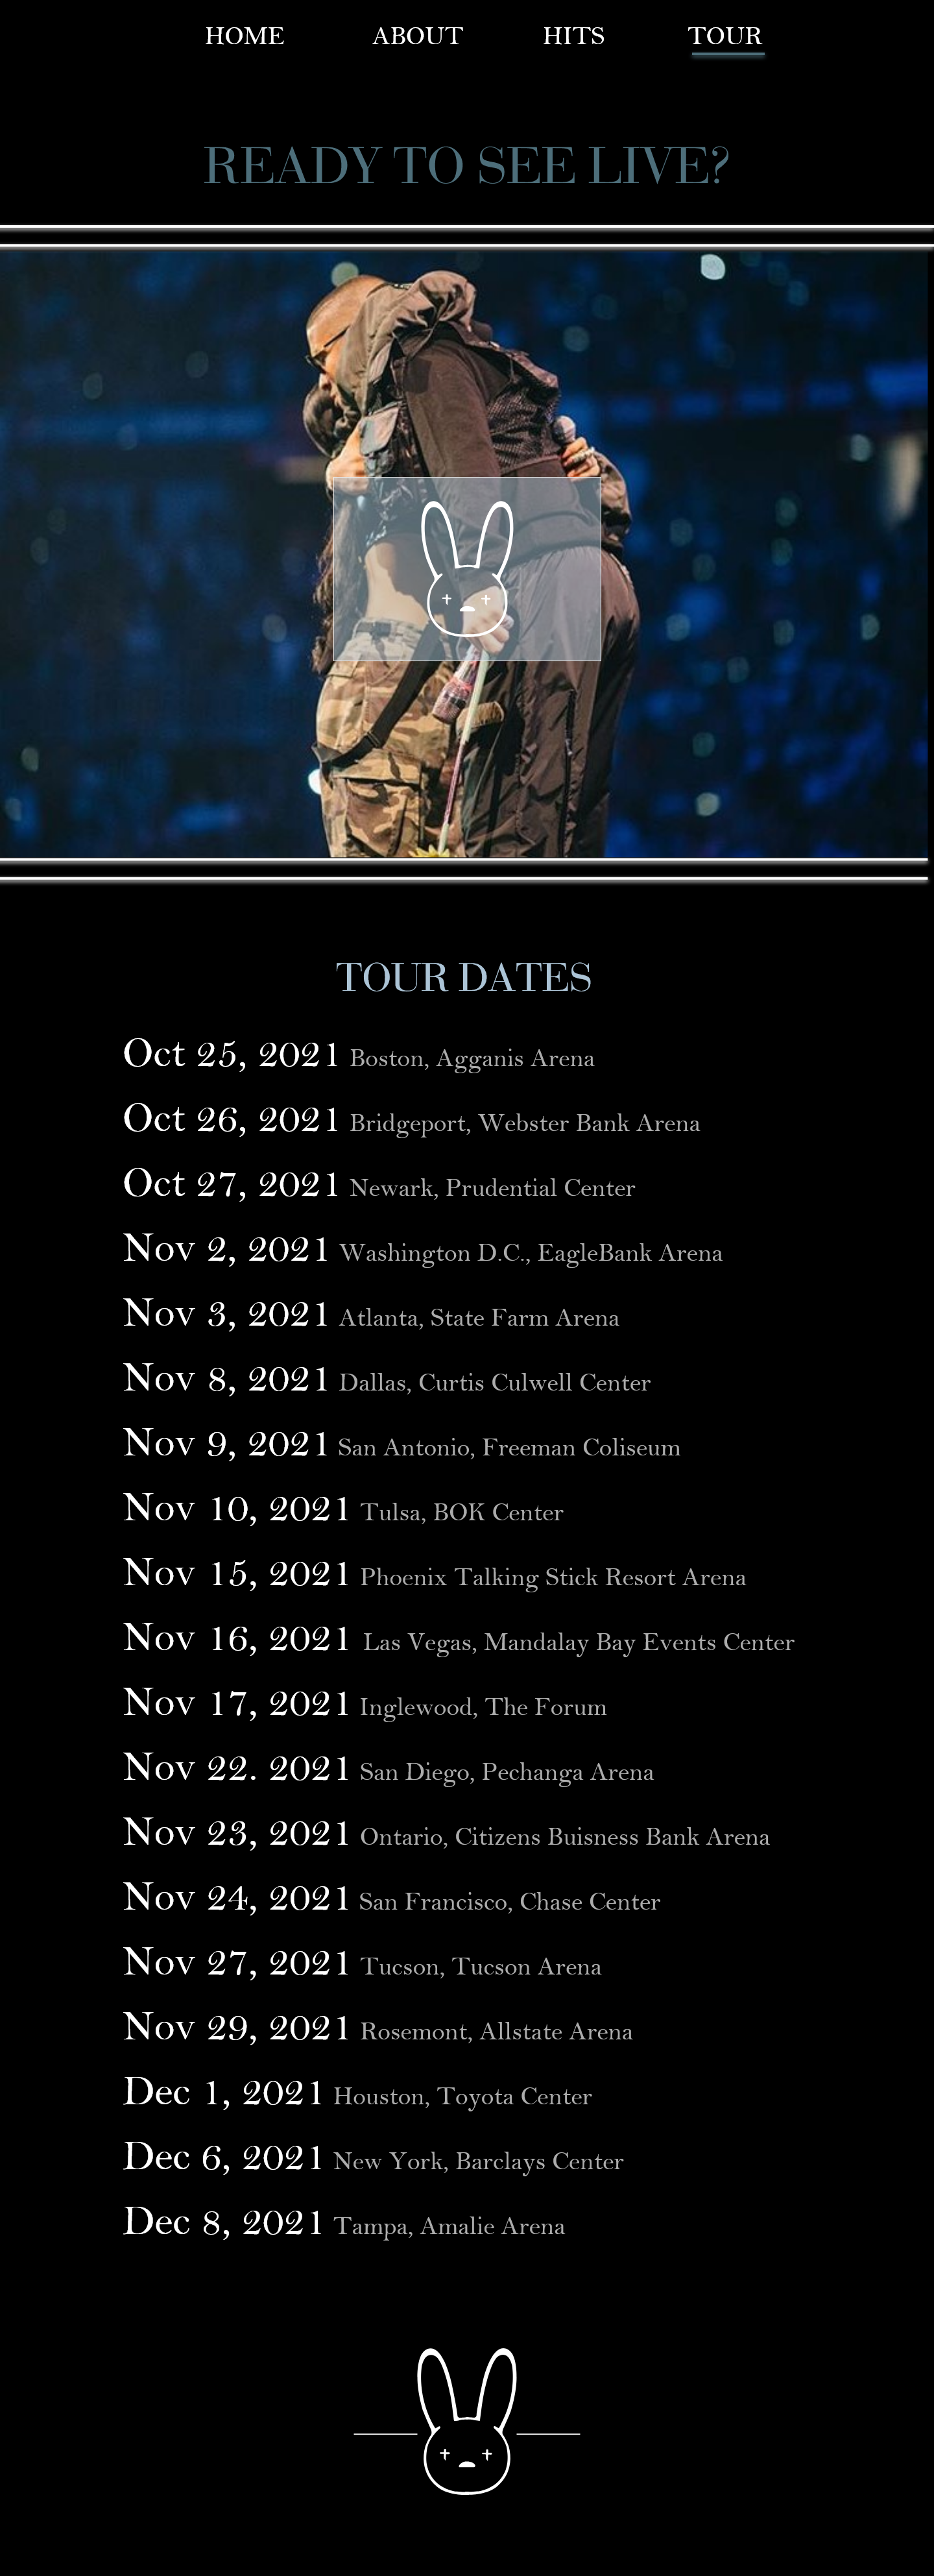 HOME ABOUT HITS TOUR
READY TO SEE LIVE?
TOUR DATES
Oct 25, 2021 Boston, Agganis Arena
Oct 26, 2021 Bridgeport, Webster Bank Arena
Oct 27, 2021 Newark, Prudential Center
Nov 2, 2021 Washington D.C., EagleBank Arena
Nov 3, 2021 Atlanta, State Farm Arena
Nov 8, 2021 Dallas, Curtis Culwell Center
Nov 9, 2021 San Antonio, Freeman Coliseum
Nov 10, 2021 Tulsa, BOK Center
Nov 15, 2021 Phoenix Talking Stick Resort Arena
Nov 16, 2021 Las Vegas, Mandalay Bay Events Center
Nov 17, 2021 Inglewood, The Forum
Nov 22. 2021 San Diego, Pechanga Arena
Nov 23, 2021 Ontario, Citizens Buisness Bank Arena
Nov 24, 2021 San Francisco, Chase Center
Nov 27, 2021 Tucson, Tucson Arena
Nov 29, 2021 Rosemont, Allstate Arena
Dec 1, 2021 Houston, Toyota Center
Dec 6, 2021 New York, Barclays Center
Dec 8, 2021 Tampa, Amalie Arena